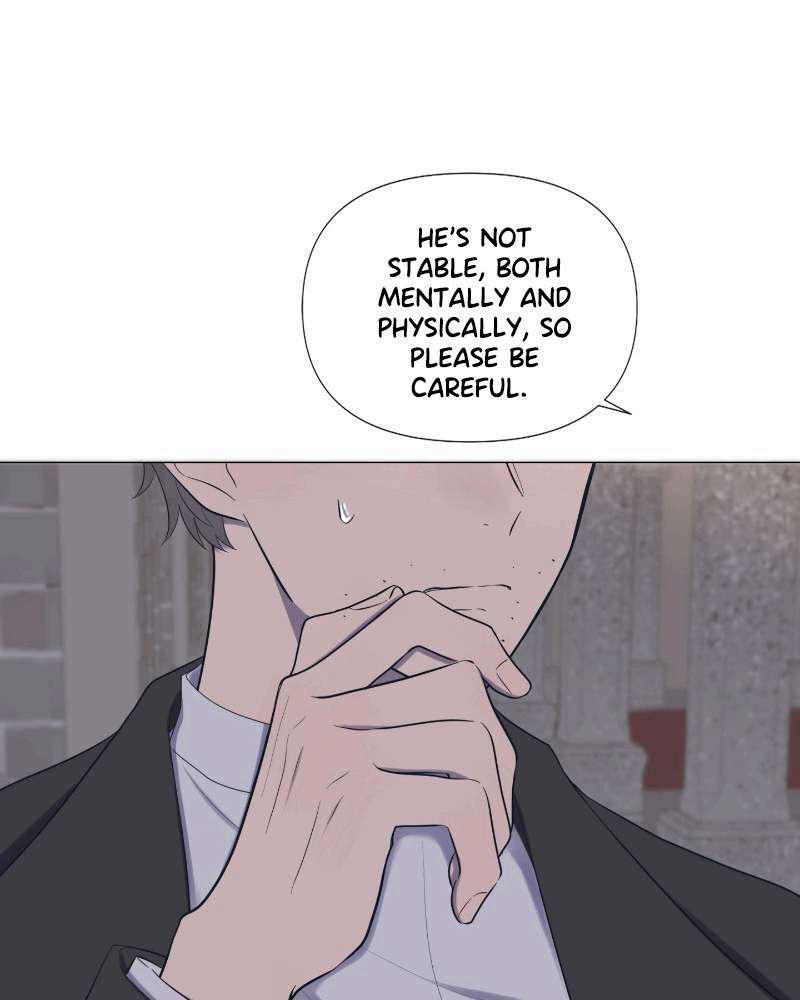 HE'S NOT
STABLE, BOTH
MENTALLY AND
PHYSICALLY, SO
PLEASE BE
CAREFUL.